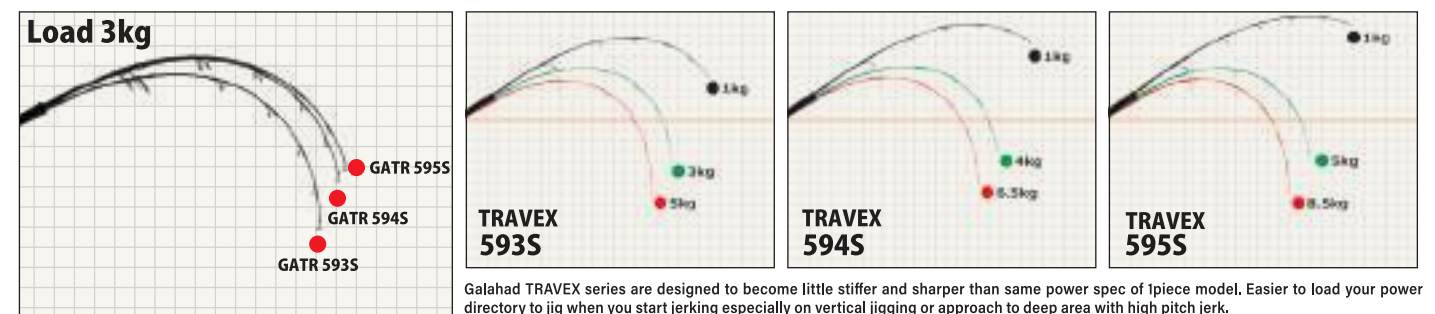 Load 3kg
GATR 595S
GATR 594S
GATR 593S
1kg
3kg
5kg
TRAVEX
593S
1kg
4kg
6.5kg
TRAVEX
594S
1kg
5kg
8.5kg
TRAVEX
595S
Galahad TRAVEX series are designed to become little stiffer and sharper than same power spec of 1piece model. Easier to load your power
directory to jig when you start jerking especially on vertical jigging or approach to deep area with high pitch jerk.